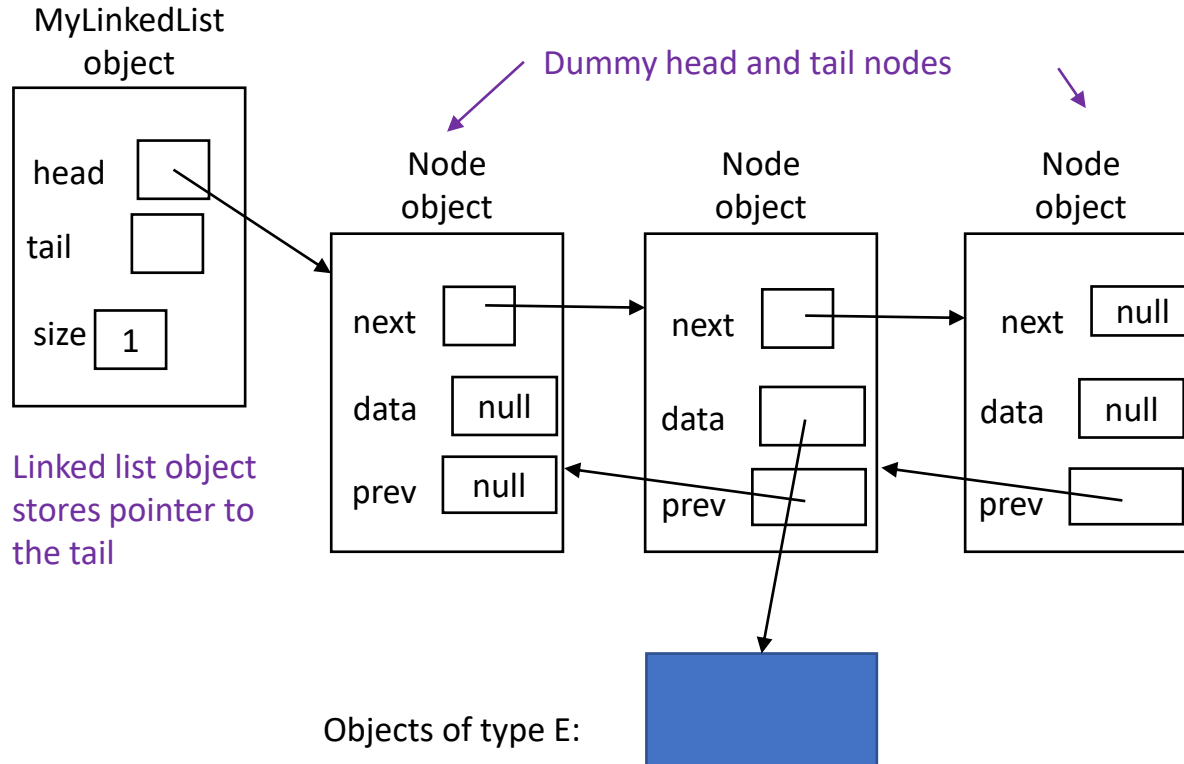 MyLinkedList
object
Dummy head and tail nodes
head
tail
size 1
Linked list object
stores pointer to
the tail
Node
object
next
data null
prev null
Node
object
next
data
prev
Node
object
next null
data null
prev
Objects of type E: